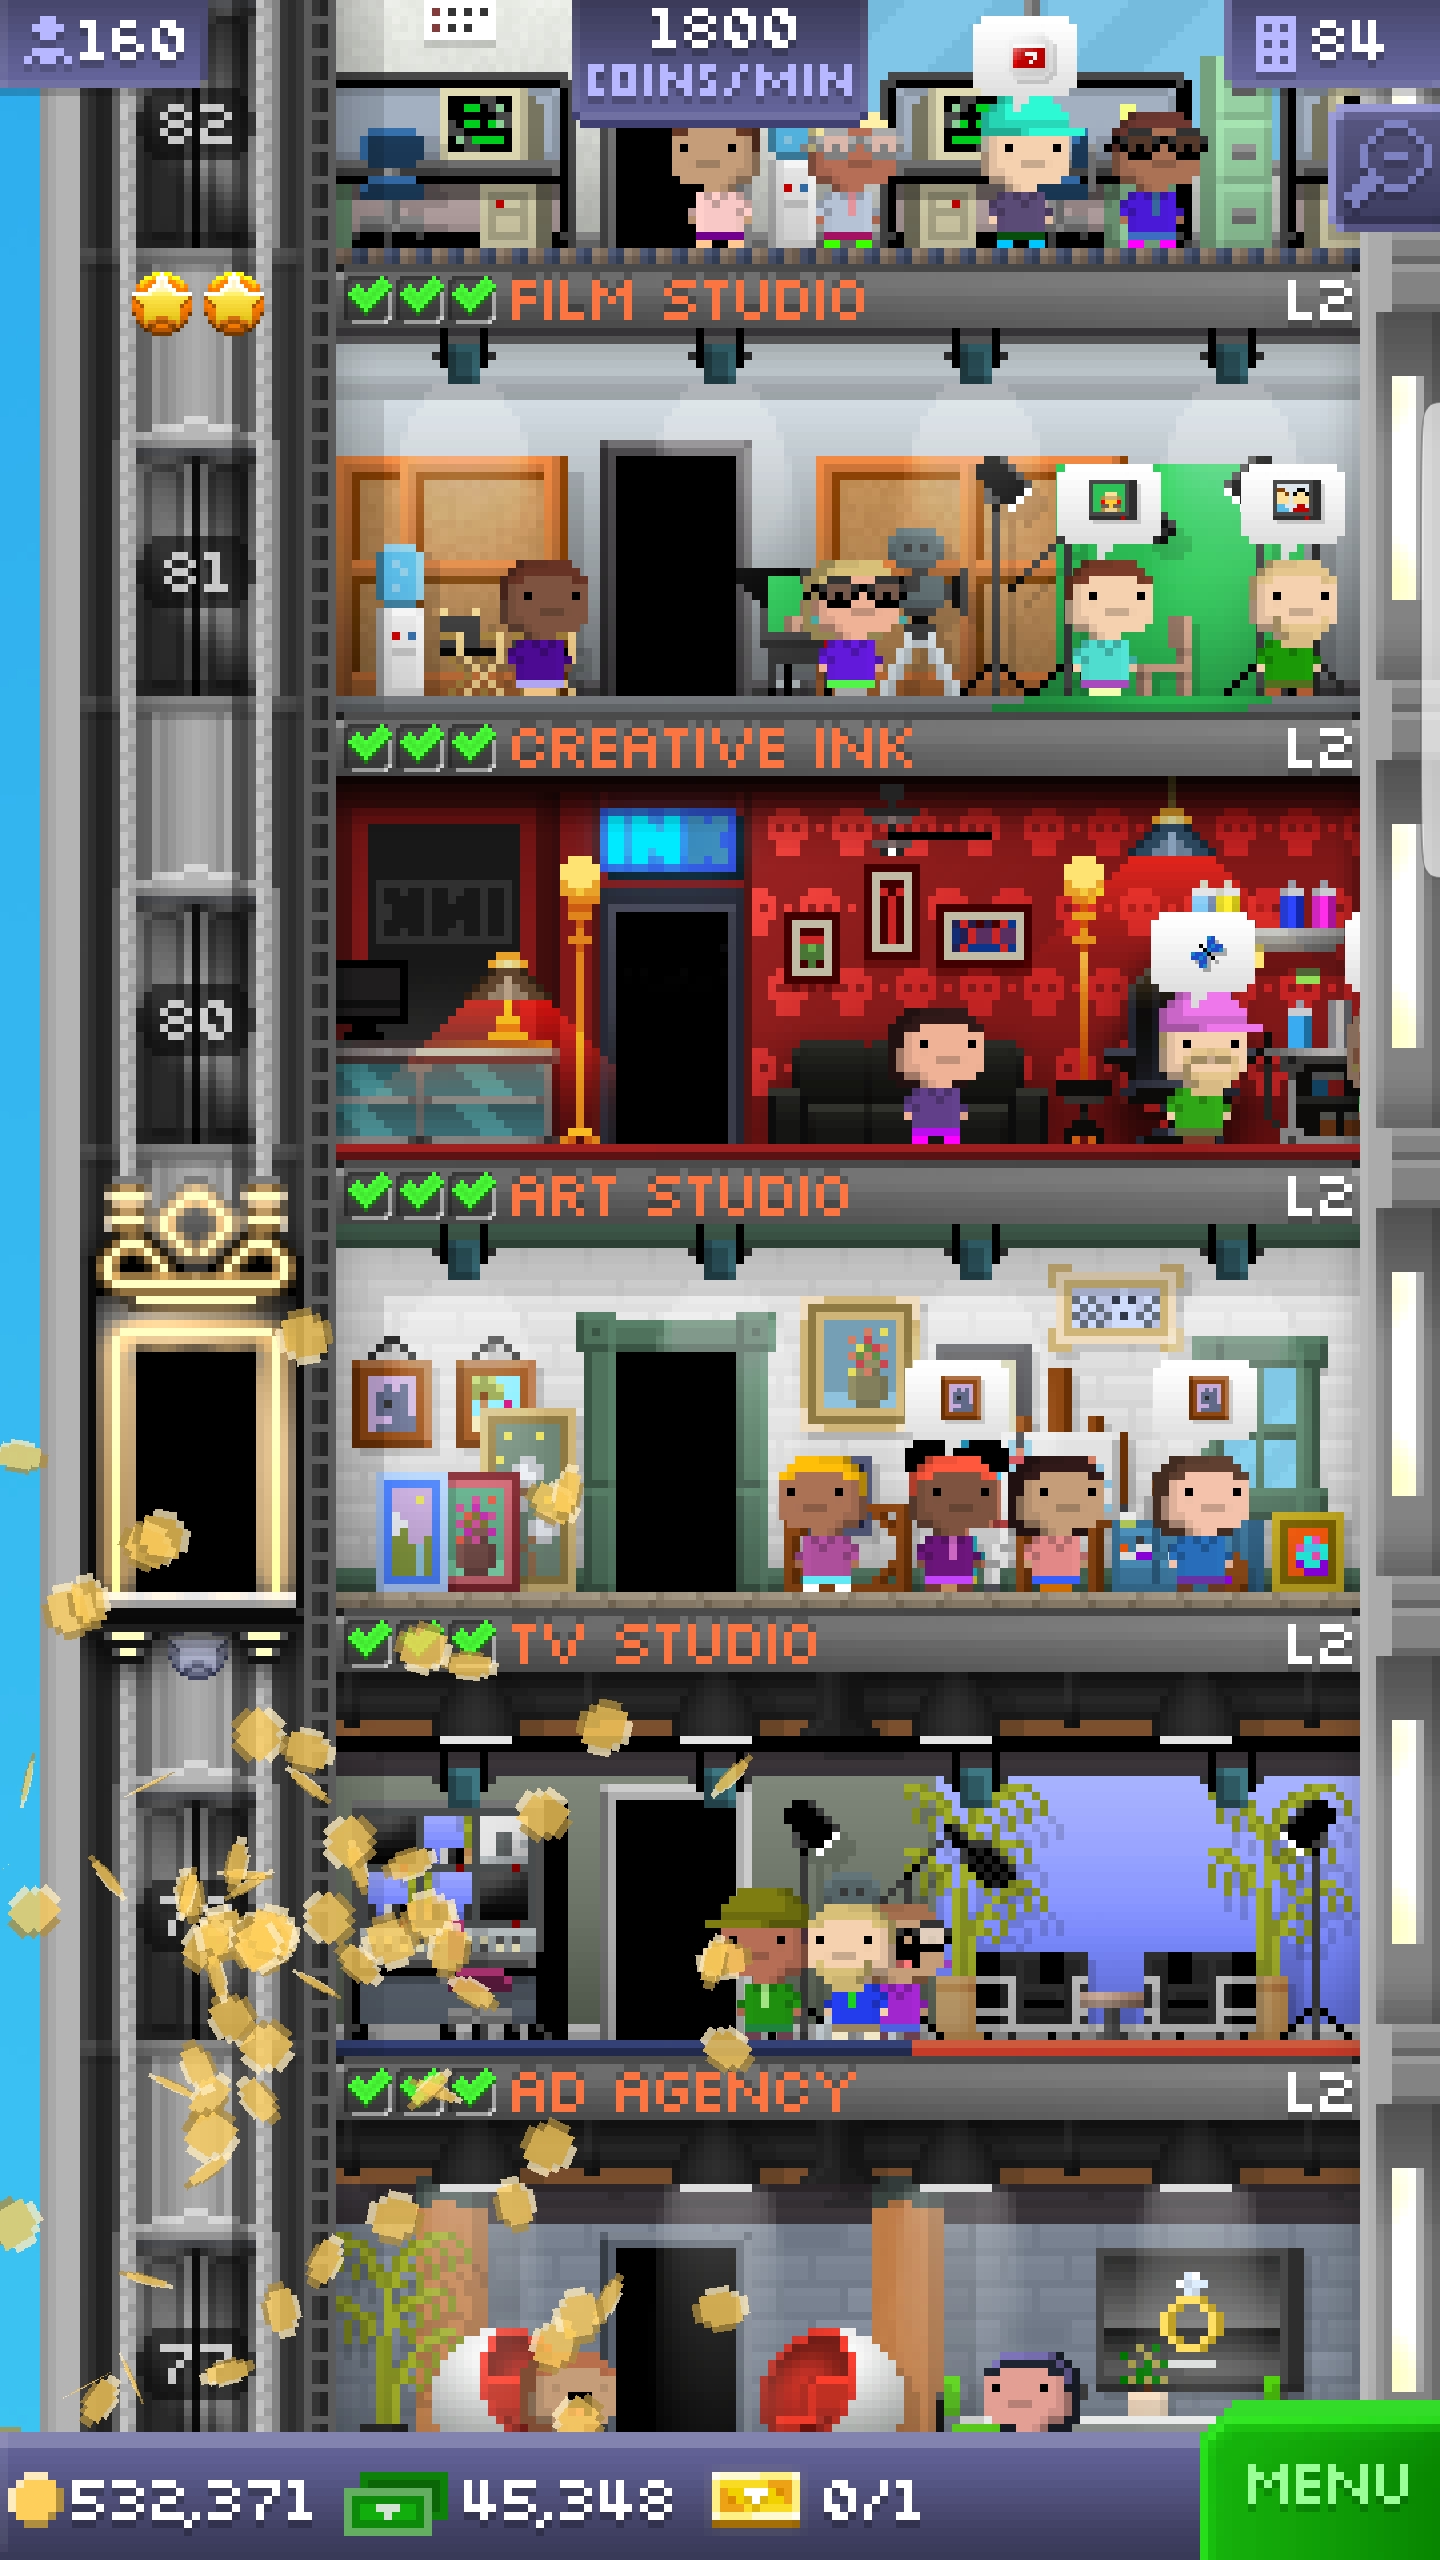 160
1800
COINS/MIN
84
82
FILM STUDIO
L2
81
CREATIVE INK
L2
INK
80
ART STUDIO
L2
TV STUDIO
L2
AD AGENCY
L2
77
532,371
45,348
0/1
MENU